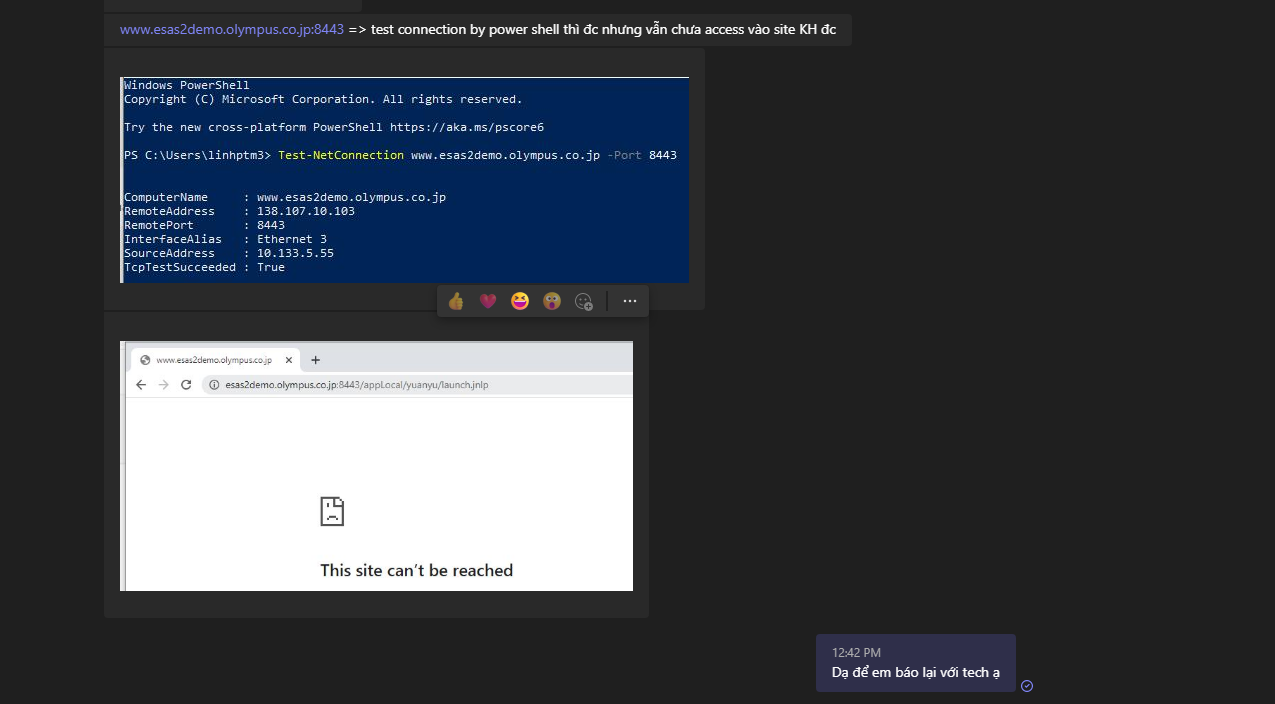 www.esas2demo.olympus.co.jp:8443 => test connection by power shell thì đc nhưng vẫn chưa access vào site KH đc
Windows PowerShell
Copyright (C) Microsoft Corporation. All rights reserved.
Try the new cross-platform PowerShell https://aka.ms/pscore6
PS C:\Users\linhptm3> Test-NetConnection www.esas2demo.olympus.co.jp -Port 8443
ComputerName     : www.esas2demo.olympus.co.jp
RemoteAddress    : 138.107.10.103
RemotePort       : 8443
InterfaceAlias   : Ethernet 3
SourceAddress    : 10.133.5.55
TcpTestSucceeded : True
www.esas2demo.olympus.co.jp
esas2demo.olympus.co.jp:8443/appLocal/yuanyu/launch.jnlp
This site can't be reached
12:42 PM
Dạ để em báo lại với tech ạ